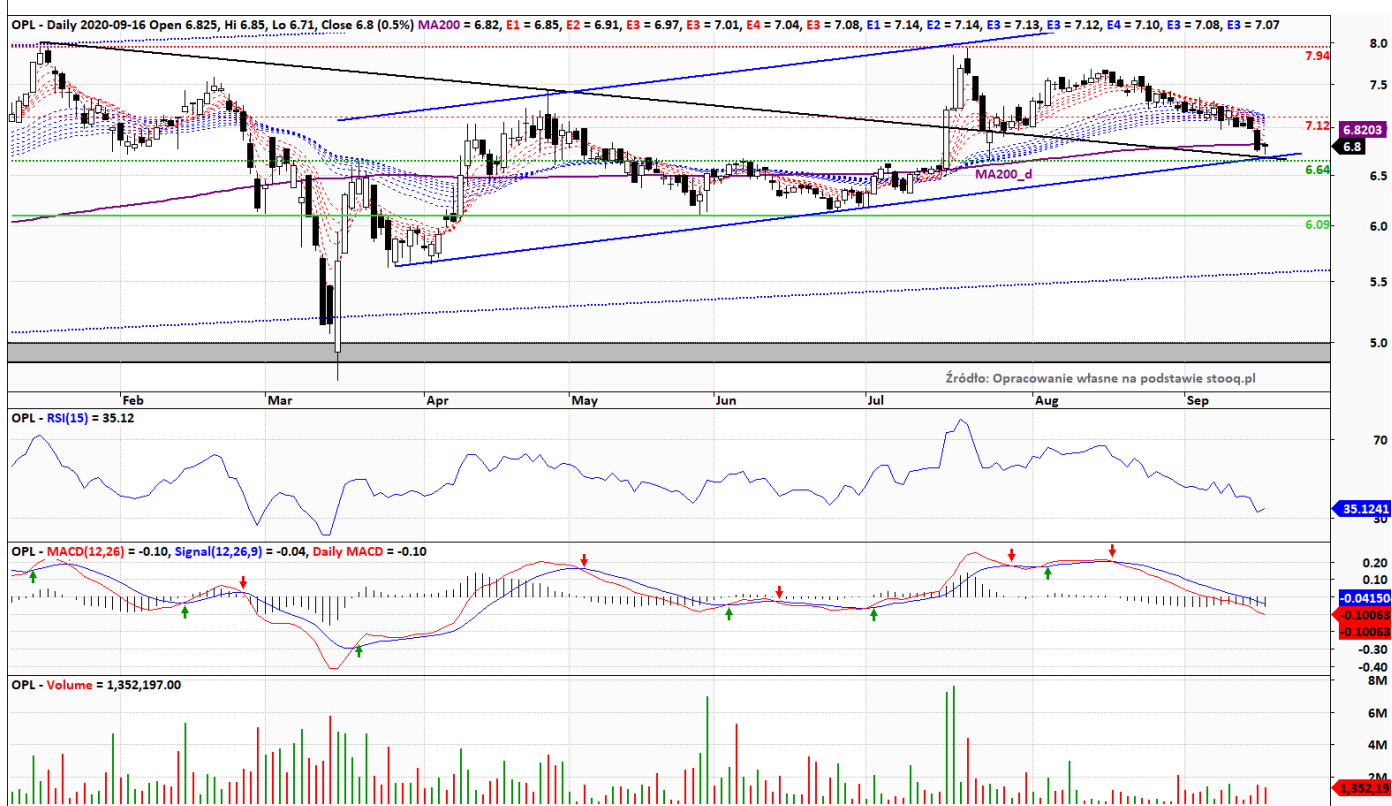 OPL - Daily 2020-09-16 Open 6.825, Hi 6.85, Lo 6.71, Close 6.8 (0.5%) MA200 = 6.82, E1 = 6.85, E2 = 6.91, E3 = 6.97, E3 = 7.01, E4 = 7.04, E3 = 7.08, E1 = 7.14, E2 = 7.14, E3 = 7.13, E3 = 7.12, E4 = 7.10, E3 = 7.08, E3 = 7.07
8.0
7.94
7.5
7.12
6.8203
6.8
6.64
MA200_d
6.5
6.09
6.0
5.5
5.0
Źródło: Opracowanie własne na podstawie stooq.pl
Feb Mar Apr May Jun Jul Aug Sep
OPL - RSI(15) = 35.12
70
35.1241
30
OPL - MACD(12,26) = -0.10, Signal(12,26,9) = -0.04, Daily MACD = -0.10
0.20
0.10
-0.04150
-0.10063
-0.10063
-0.20
-0.30
-0.40
OPL - Volume = 1,352,197.00
8M
6M
4M
2M
1,352,19